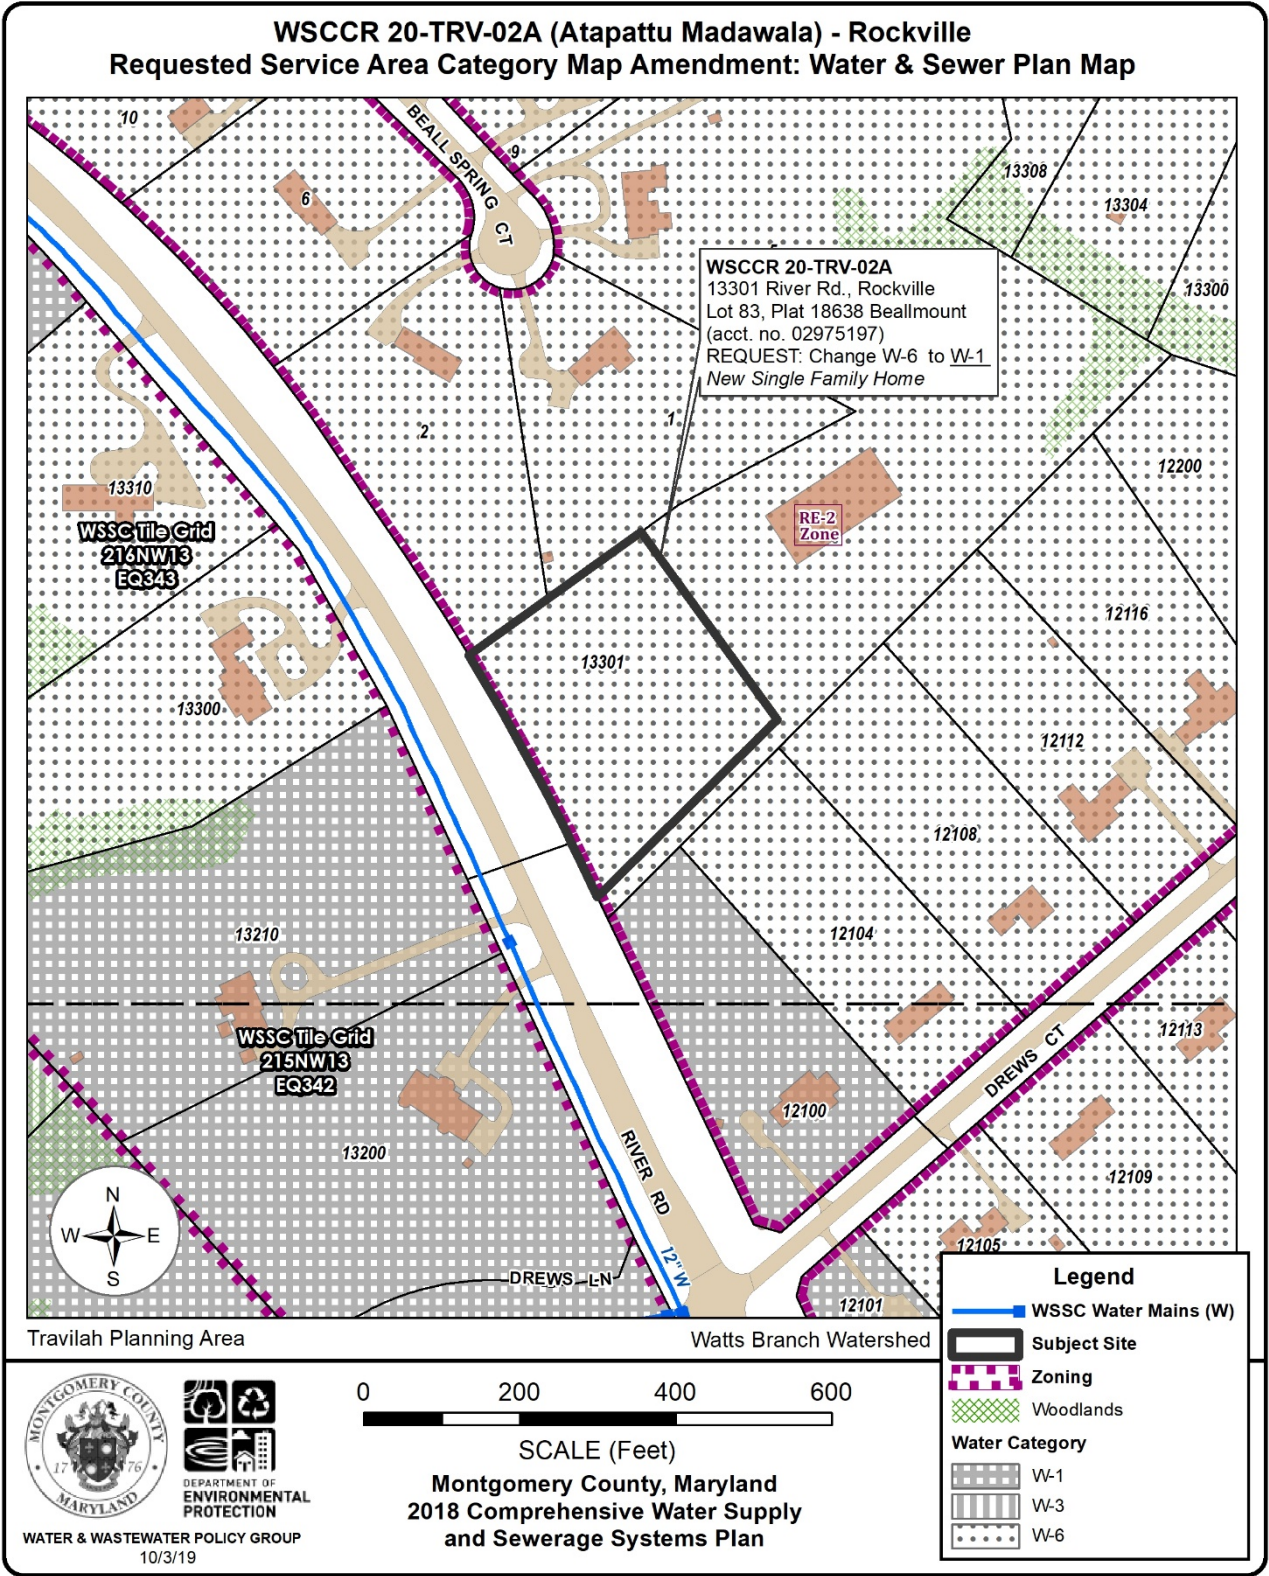 WSCCR 20-TRV-02A (Atapattu Madawala) - Rockville
Requested Service Area Category Map Amendment: Water & Sewer Plan Map
10
BEALL SPRING CT
9
6
13308
13304
13300
WSCCR 20-TRV-02A
13301 River Rd., Rockville
Lot 83, Plat 18638 Beallmount
(acct. no. 02975197)
REQUEST: Change W-6 to W-1
New Single Family Home
1
2
12200
13310
WSSC Tile Grid
216NW13
EQ343
RE-2
Zone
12116
13301
13300
12112
12108
13210
12104
WSSC Tile Grid
215NW13
EQ342
12113
DREWS CT
12100
13200
RIVER RD
12109
N
W E
S
12105
12" W
DREWS LN
12101
Travilah Planning Area
Watts Branch Watershed
Legend
WSSC Water Mains (W)
Subject Site
Zoning
Woodlands
Water Category
W-1
W-3
W-6
MONTGOMERY COUNTY
17 76
MARYLAND
DEPARTMENT OF
ENVIRONMENTAL
PROTECTION
WATER & WASTEWATER POLICY GROUP
10/3/19
0 200 400 600
SCALE (Feet)
Montgomery County, Maryland
2018 Comprehensive Water Supply
and Sewerage Systems Plan